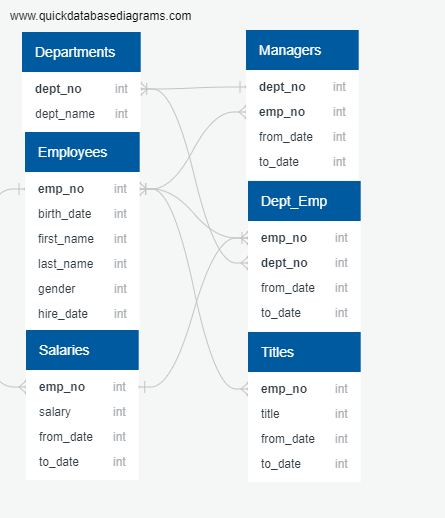 www.quickdatabasediagrams.com
Departments
dept_no int
dept_name int
Employees
emp_no int
birth_date int
first_name int
last_name int
gender int
hire_date int
Salaries
emp_no int
salary int
from_date int
to_date int
Managers
dept_no int
emp_no int
from_date int
to_date int
Dept_Emp
emp_no int
dept_no int
from_date int
to_date int
Titles
emp_no int
title int
from_date int
to_date int